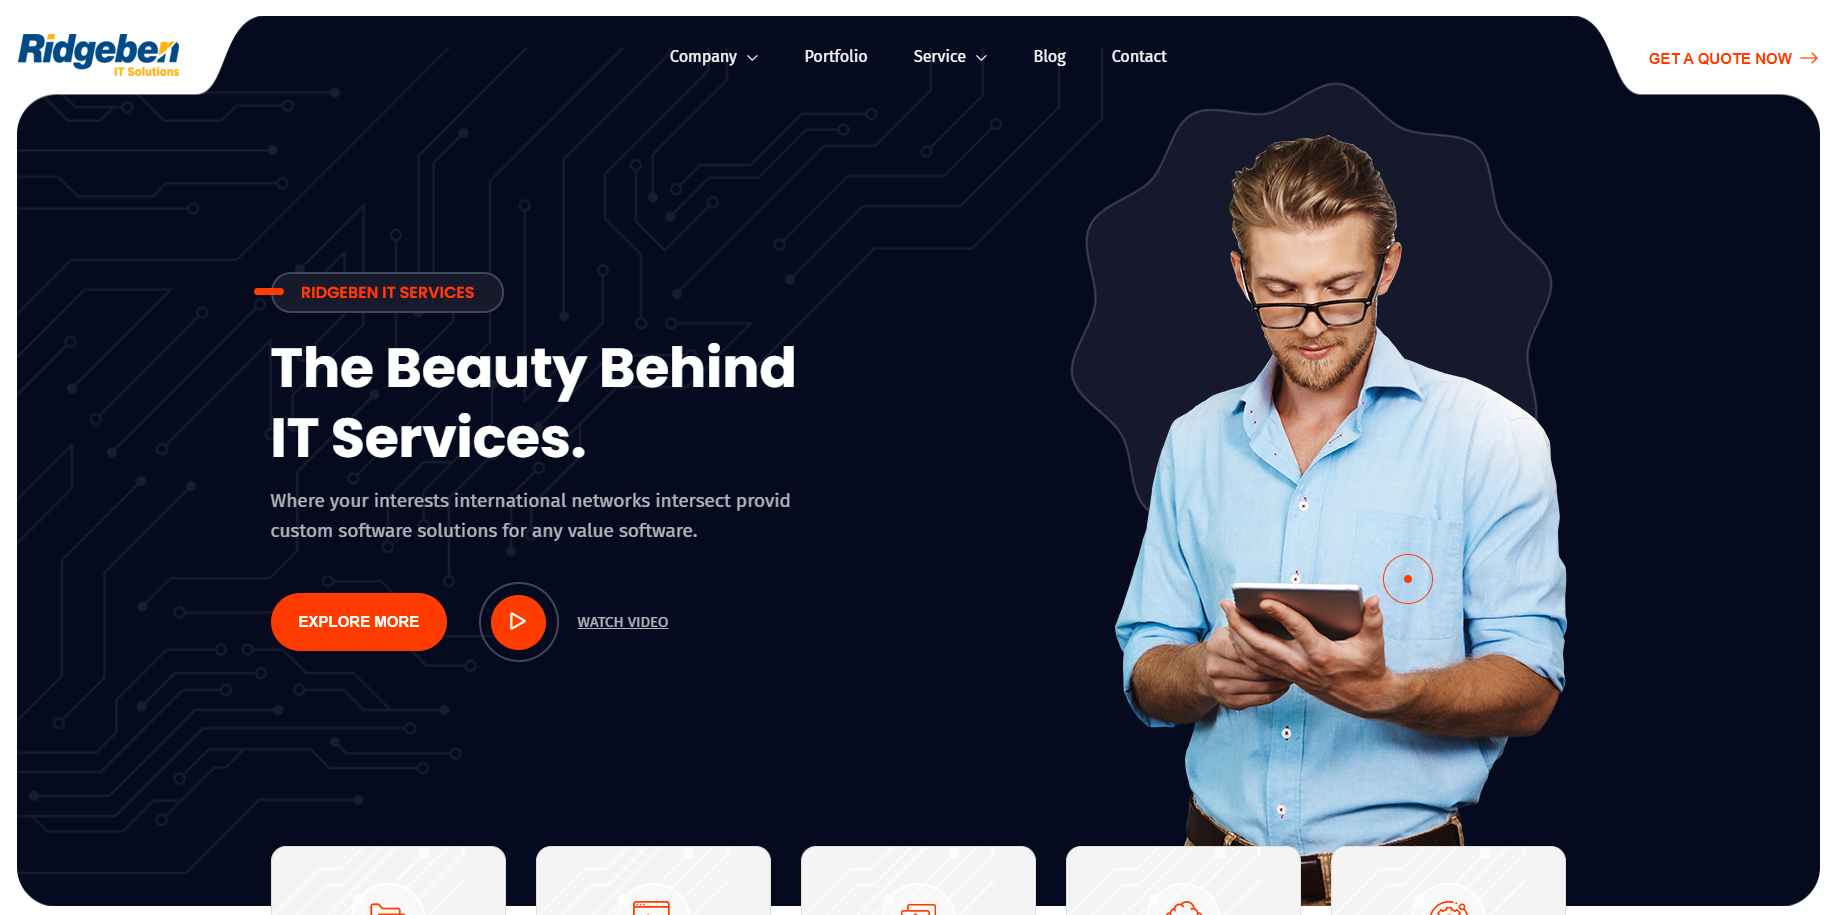 Ridgeben
IT Solutions
Company
Portfolio
Service
Blog
Contact
GET A QUOTE NOW
RIDGEBEN IT SERVICES
The Beauty Behind
IT Services.
Where your interests international networks intersect provid
custom software solutions for any value software.
EXPLORE MORE
WATCH VIDEO